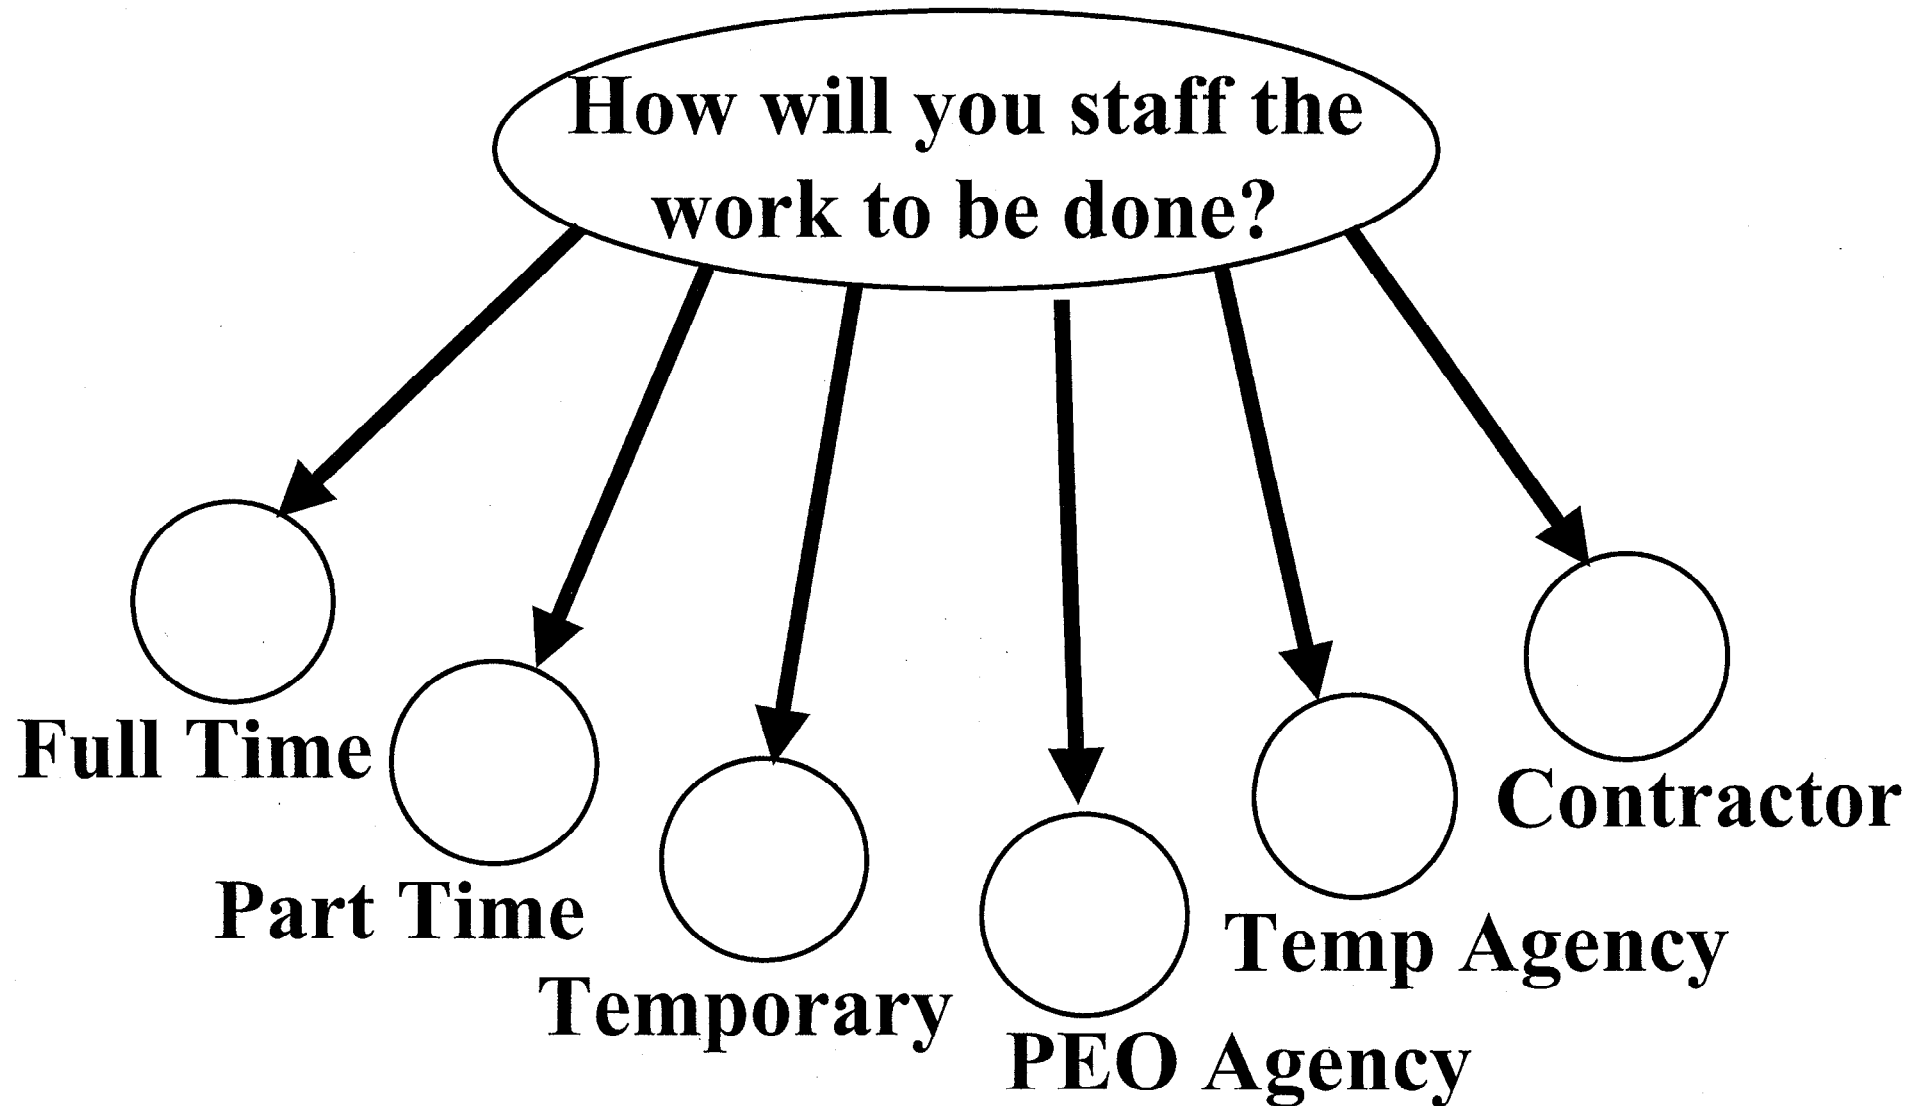 How will you staff the
work to be done?
Full Time
Part Time
Temporary
PEO Agency
Temp Agency
Contractor